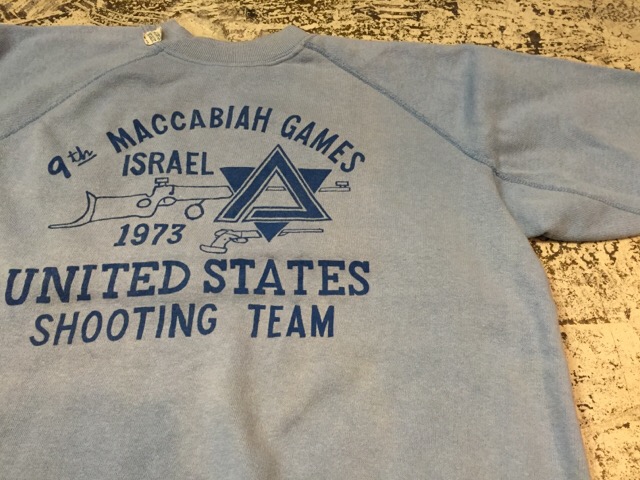 9th MACCABIAH GAMES
ISRAEL
1973
UNITED STATES
SHOOTING TEAM